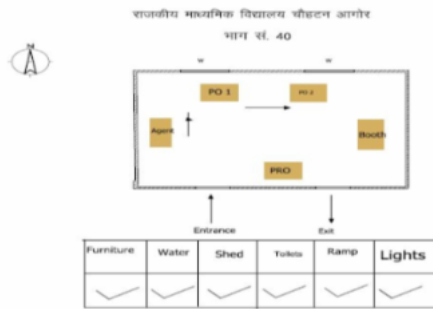 राजकीय माध्यमिक विद्यालय चौहटन आगोर
भाग सं. 40
N
W W
PO 1 PO 2
Agent Booth
PRO
Entrance Exit
Furniture Water Shed Toilets Ramp Lights